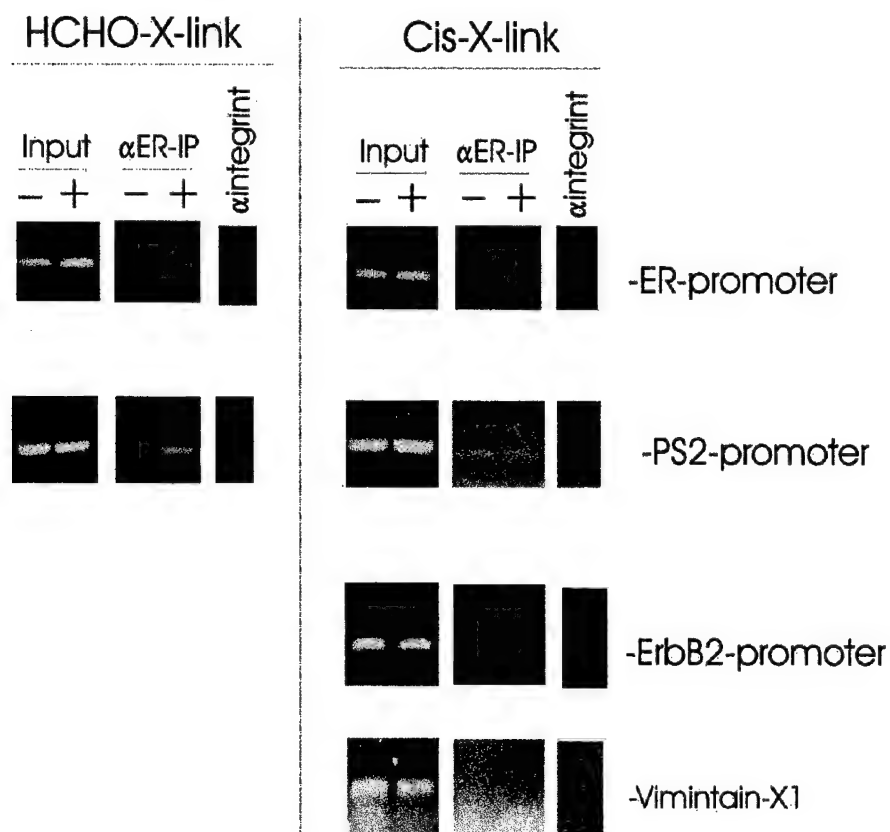 HCHO-X-link
Cis-X-link
Input αER-IP αintegrint
Input αER-IP αintegrint
− + − +
− + − +
-ER-promoter
-PS2-promoter
-ErbB2-promoter
-Vimintain-X1